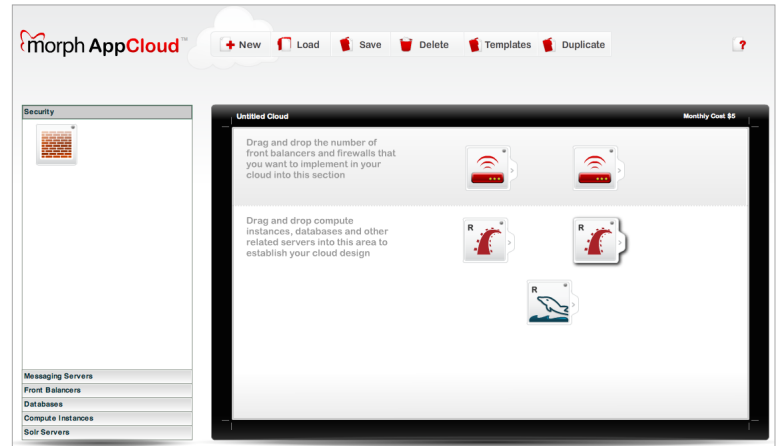 morph AppCloud™
New
Load
Save
Delete
Templates
Duplicate
?
Security
Untitled Cloud
Monthly Cost $5
Drag and drop the number of
front balancers and firewalls that
you want to implement in your
cloud into this section
Drag and drop compute
instances, databases and other
related servers into this area to
establish your cloud design
R
R
R
Messaging Servers
Front Balancers
Databases
Compute Instances
Solr Servers